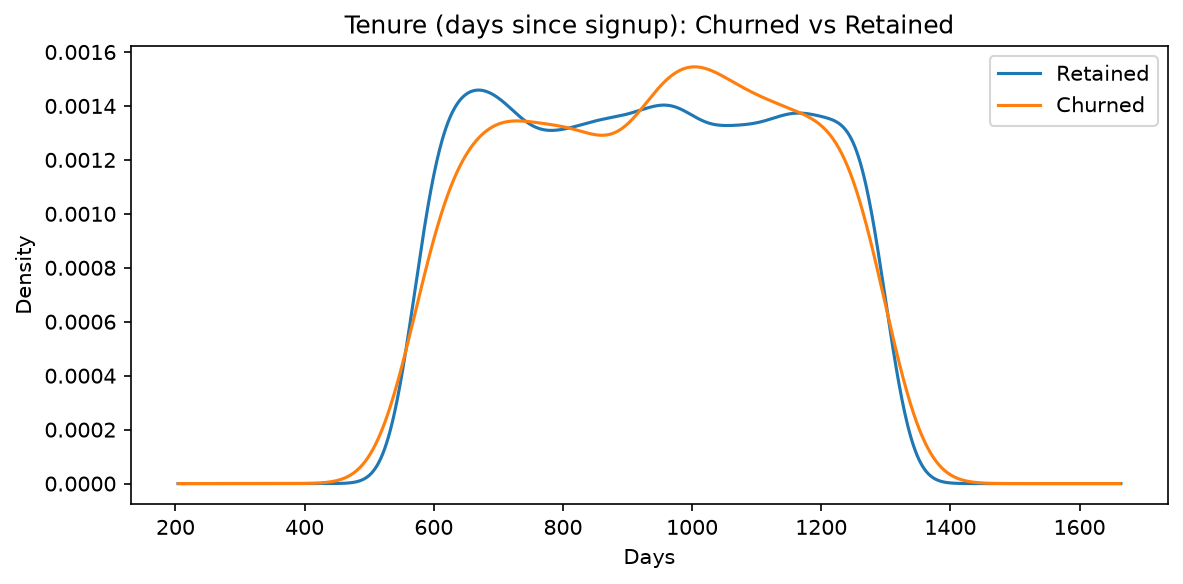 Tenure (days since signup): Churned vs Retained
0.0016
0.0014
0.0012
0.0010
0.0008
0.0006
0.0004
0.0002
0.0000
Density
Retained
Churned
200 400 600 800 1000 1200 1400 1600
Days